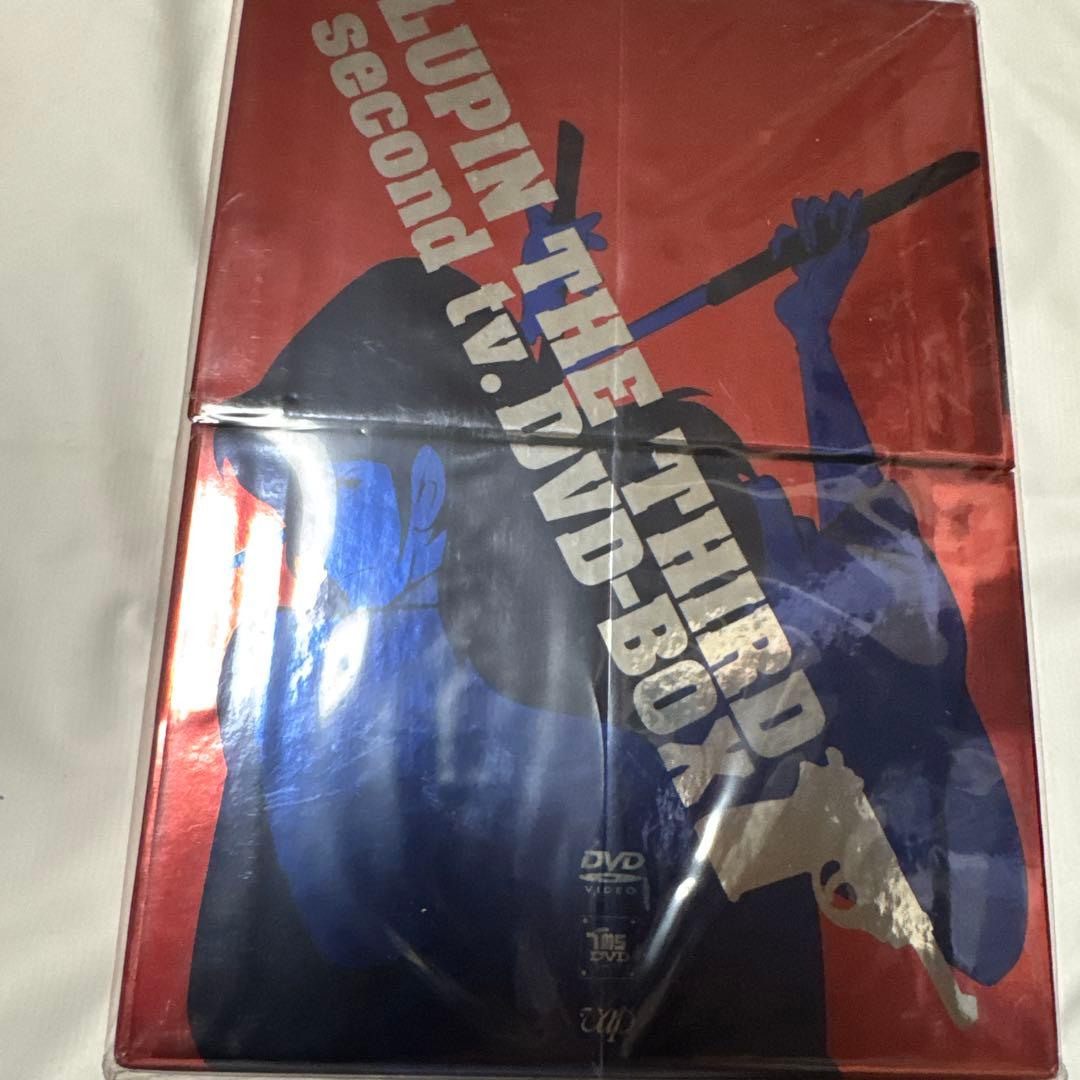 LUPIN THE THIRD
second tv. DVD-BOX
DVD
VIDEO
TMS
DVD
vap